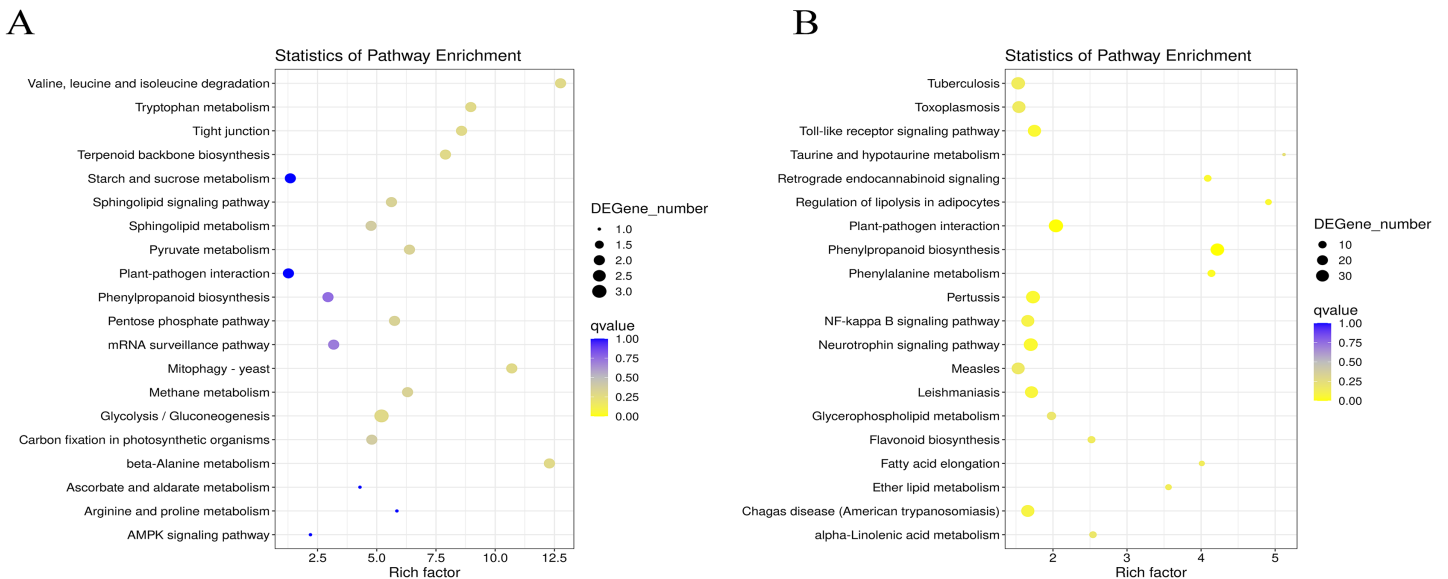 A
Statistics of Pathway Enrichment
Valine, leucine and isoleucine degradation
Tryptophan metabolism
Tight junction
Terpenoid backbone biosynthesis
Starch and sucrose metabolism
Sphingolipid signaling pathway
Sphingolipid metabolism
Pyruvate metabolism
Plant-pathogen interaction
Phenylpropanoid biosynthesis
Pentose phosphate pathway
mRNA surveillance pathway
Mitophagy - yeast
Methane metabolism
Glycolysis / Gluconeogenesis
Carbon fixation in photosynthetic organisms
beta-Alanine metabolism
Ascorbate and aldarate metabolism
Arginine and proline metabolism
AMPK signaling pathway
2.5 5.0 7.5 10.0 12.5
Rich factor
DEGene_number
1.0
1.5
2.0
2.5
3.0
qvalue
1.00
0.75
0.50
0.25
0.00
B
Statistics of Pathway Enrichment
Tuberculosis
Toxoplasmosis
Toll-like receptor signaling pathway
Taurine and hypotaurine metabolism
Retrograde endocannabinoid signaling
Regulation of lipolysis in adipocytes
Plant-pathogen interaction
Phenylpropanoid biosynthesis
Phenylalanine metabolism
Pertussis
NF-kappa B signaling pathway
Neurotrophin signaling pathway
Measles
Leishmaniasis
Glycerophospholipid metabolism
Flavonoid biosynthesis
Fatty acid elongation
Ether lipid metabolism
Chagas disease (American trypanosomiasis)
alpha-Linolenic acid metabolism
2 3 4 5
Rich factor
DEGene_number
10
20
30
qvalue
1.00
0.75
0.50
0.25
0.00